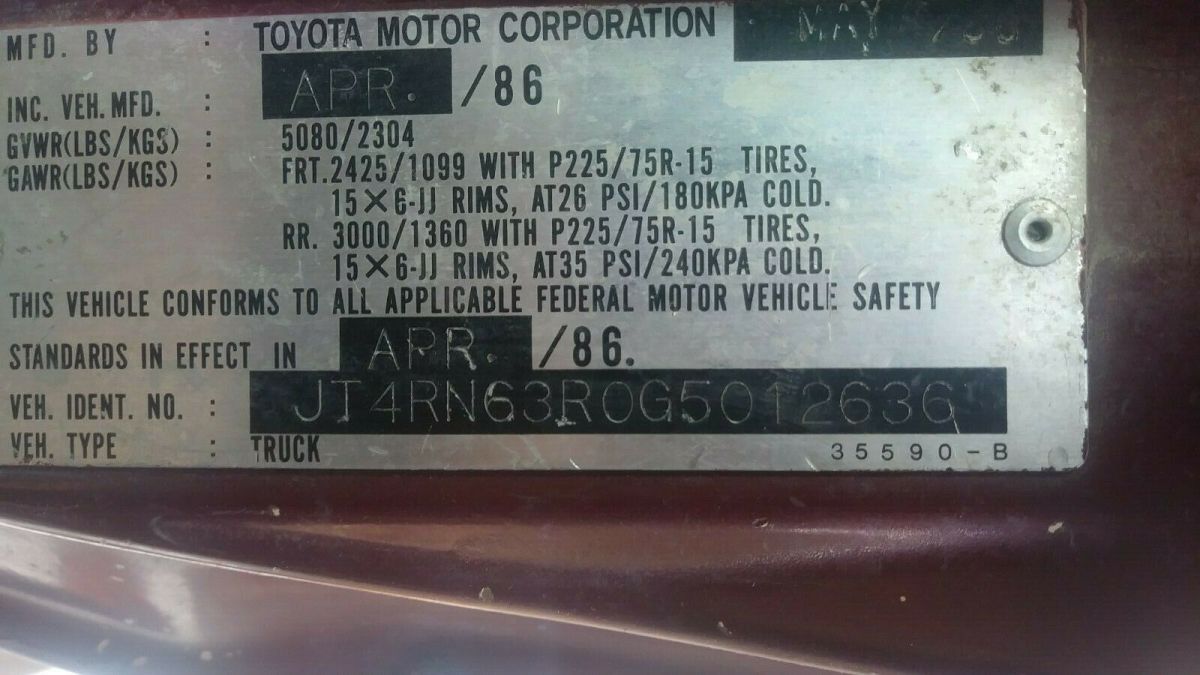 MFD. BY : TOYOTA MOTOR CORPORATION MAY
INC. VEH. MFD. : APR. /86
GVWR(LBS/KGS) : 5080/2304
GAWR(LBS/KGS) : FRT. 2425/1099 WITH P225/75R-15 TIRES,
15×6-JJ RIMS, AT26 PSI/180KPA COLD.
RR. 3000/1360 WITH P225/75R-15 TIRES,
15×6-JJ RIMS, AT35 PSI/240KPA COLD.
THIS VEHICLE CONFORMS TO ALL APPLICABLE FEDERAL MOTOR VEHICLE SAFETY
STANDARDS IN EFFECT IN APR. /86.
VEH. IDENT. NO. : JT4RN63R0G5012636
VEH. TYPE : TRUCK 35590-B